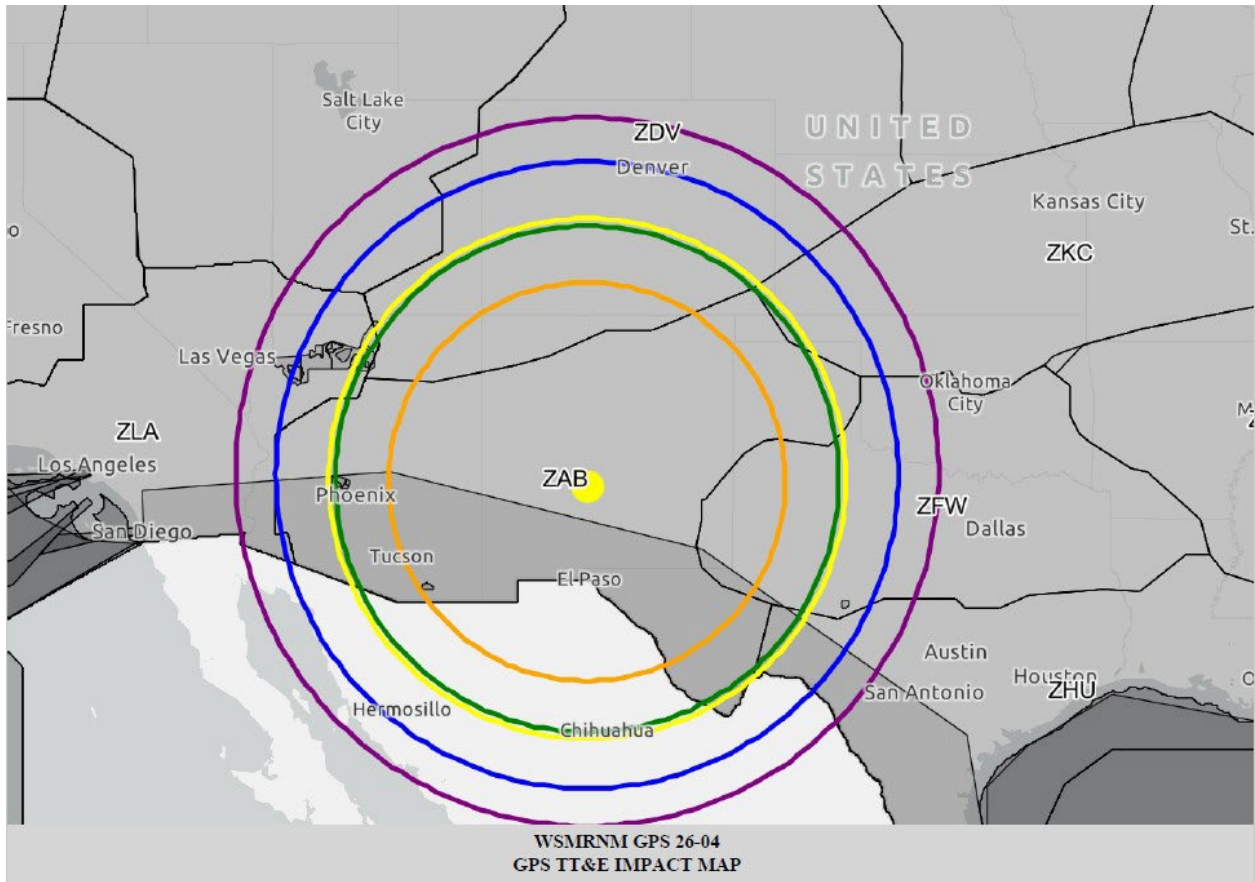 Salt Lake
City
ZDV
UNITED
STATES
Denver
Kansas City
St.
ZKC
Fresno
Las Vegas
Oklahoma
City
ZLA
Los Angeles
ZAB
Phoenix
ZFW
Dallas
San Diego
Tucson
El Paso
Austin
Houston
ZHU
San Antonio
Hermosillo
Chihuahua
WSMRNM GPS 26-04
GPS TT&E IMPACT MAP